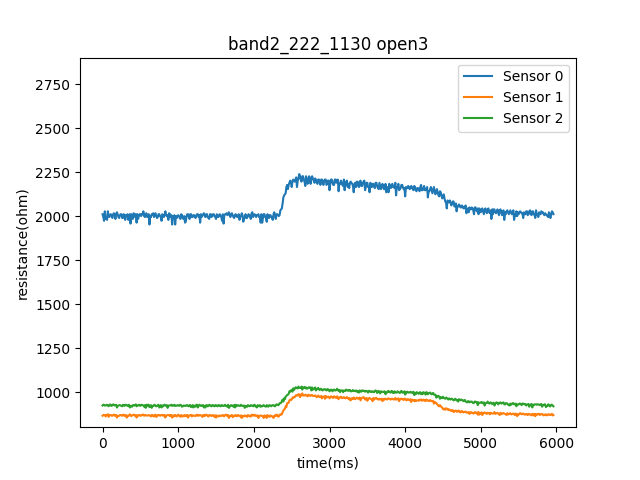 band2_222_1130 open3
Sensor 0
Sensor 1
Sensor 2
2750
2500
2250
2000
1750
1500
1250
1000
resistance(ohm)
0 1000 2000 3000 4000 5000 6000
time(ms)